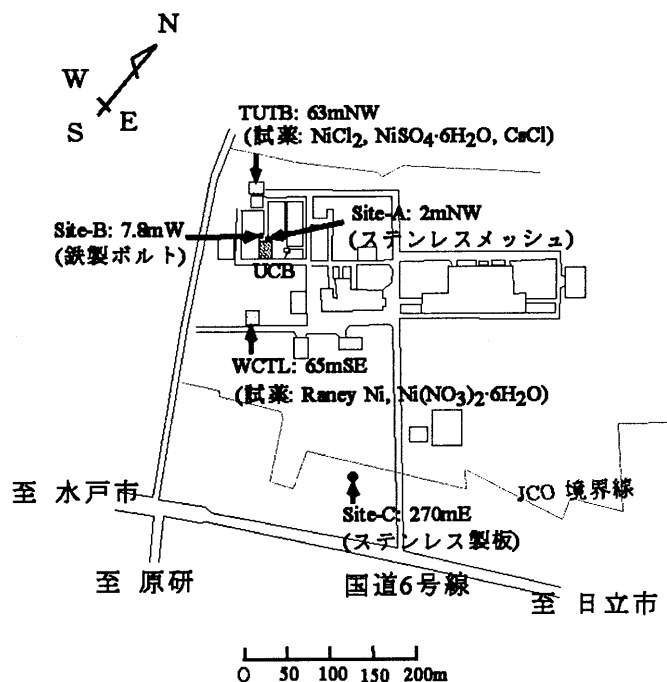 N
W
S
E
TUTB: 63mNW
(試薬: NiCl2, NiSO4·6H2O, CsCl)
Site-B: 7.8mW
(鉄製ボルト)
Site-A: 2mNW
(ステンレスメッシュ)
UCB
WCTL: 65mSE
(試薬: Raney Ni, Ni(NO3)2·6H2O)
至 水戸市
JCO 境界線
Site-C: 270mE
(ステンレス製板)
至 原研
国道6号線
至 日立市
0 50 100 150 200m